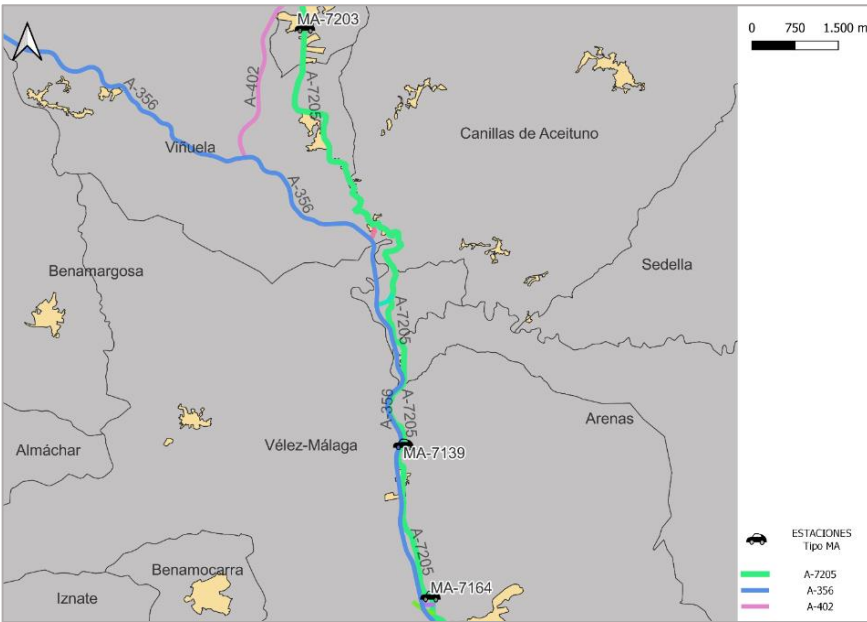 MA-7203
0 750 1.500 m
A-356
A-402
A-7205
Canillas de Aceituno
Viñuela
A-356
Benamargosa
Sedella
A-7205
A-356
A-7205
Arenas
Almáchar
Vélez-Málaga
MA-7139
A-7205
ESTACIONES
Tipo MA
Benamocarra
A-7205
MA-7164
A-356
Iznate
A-402